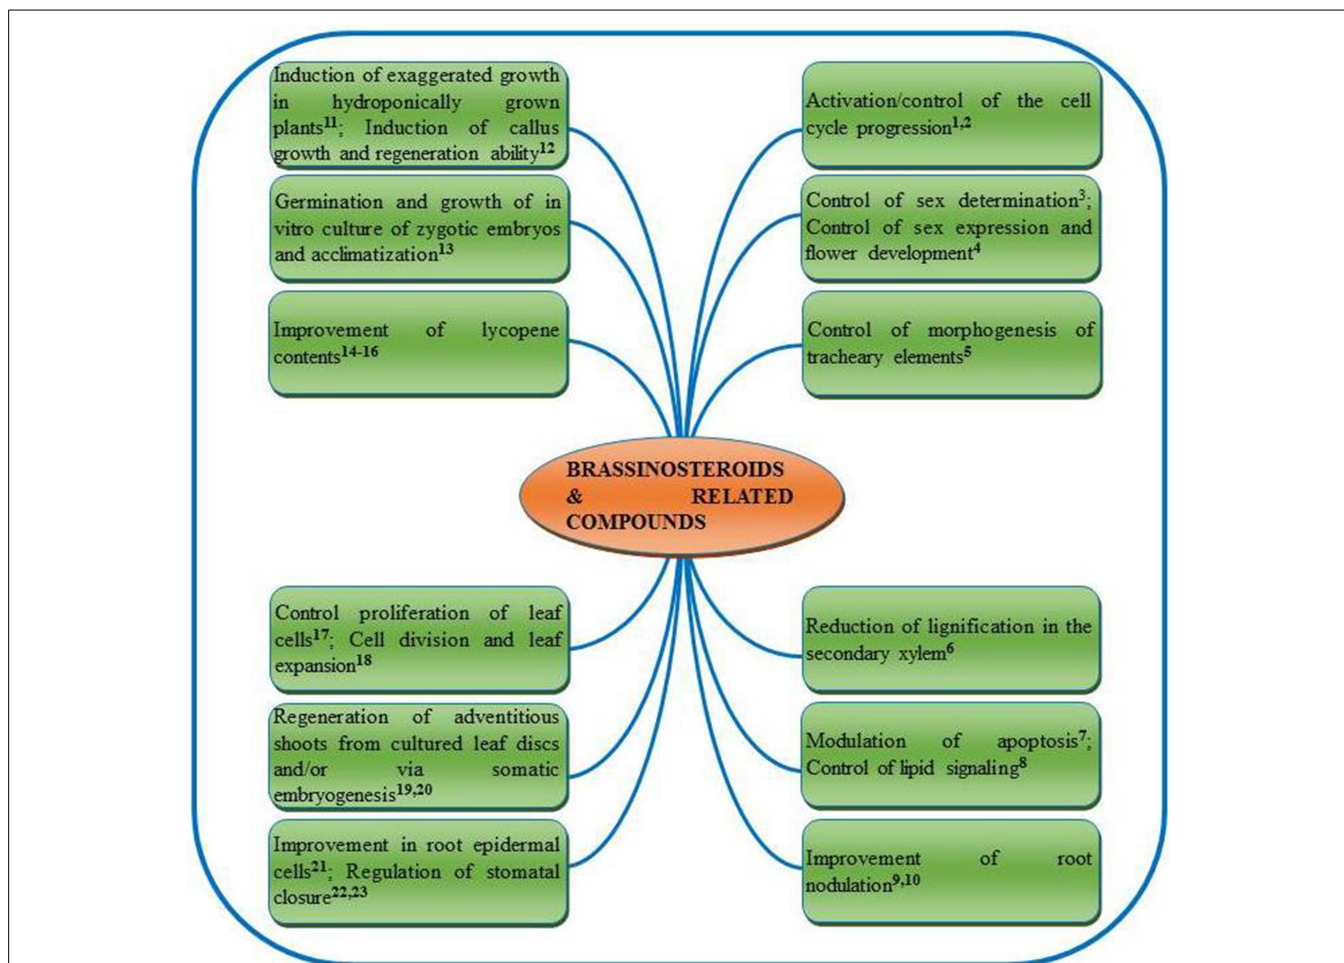 Induction of exaggerated growth
in hydroponically grown
plants11; Induction of callus
growth and regeneration ability12
Germination and growth of in
vitro culture of zygotic embryos
and acclimatization13
Improvement of lycopene
contents14-16
Activation/control of the cell
cycle progression1,2
Control of sex determination3;
Control of sex expression and
flower development4
Control of morphogenesis of
tracheary elements5
BRASSINOSTEROIDS
& RELATED
COMPOUNDS
Control proliferation of leaf
cells17; Cell division and leaf
expansion18
Regeneration of adventitious
shoots from cultured leaf discs
and/or via somatic
embryogenesis19,20
Improvement in root epidermal
cells21; Regulation of stomatal
closure22,23
Reduction of lignification in the
secondary xylem6
Modulation of apoptosis7;
Control of lipid signaling8
Improvement of root
nodulation9,10